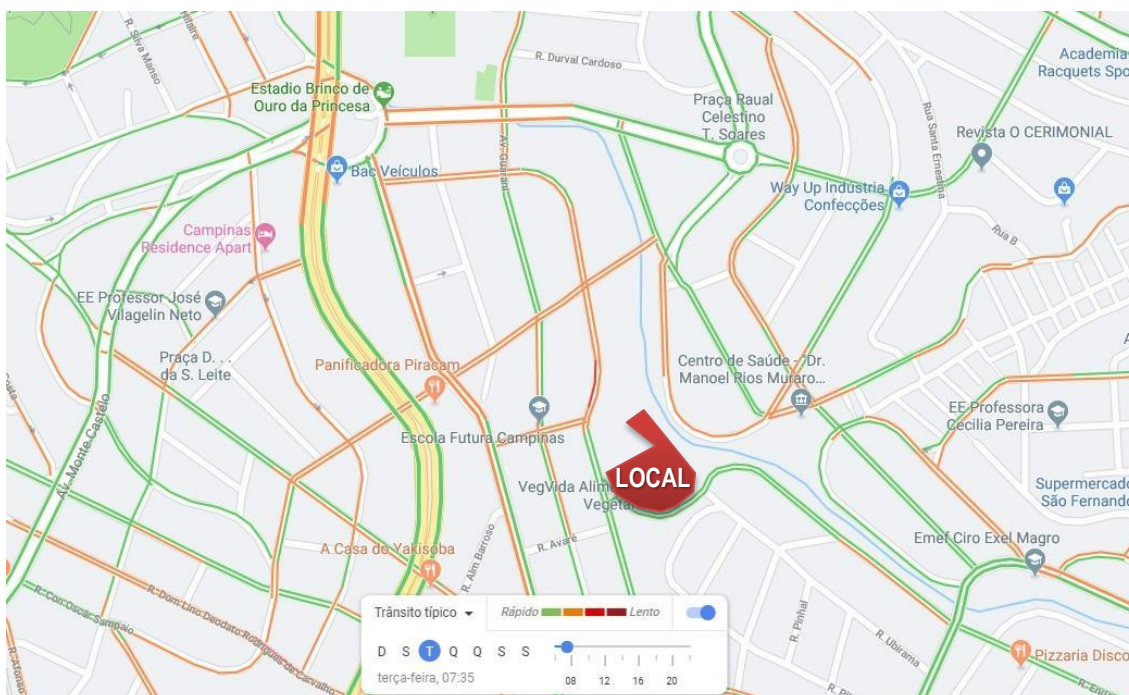 R. Silva Manso
Hilaire
Estadio Brinco de
Ouro da Princesa
R. Durval Cardoso
Academia
Racquets Spo
Praça Raual
Celestino
T. Soares
Rua Santa Ernestina
Revista O CERIMONIAL
Av. Guarani
Bac Veículos
Way Up Industria
Confecções
Campinas
Residence Apart
Rua B
EE Professor José
Vilagelin Neto
Praça D. . .
da S. Leite
Panificadora Piracam
Centro de Saúde - "Dr.
Manoel Rios Muraro...
A
Costa
EE Professora
Cecilia Pereira
Escola Futura Campinas
Av. Monte Castelo
LOCAL
VegVida Alim
Vegeta
Supermercado
São Fernando
R. Avaré
A Casa do Yakisoba
R. Alm Barroso
Emef Ciro Exel Magro
R. Con Oscar Sampaio
R. Dom Lino Deodato Rodrigues de Carvalho
R. Afonso
R. Pinhal
R. Ubirama
Pizzaria Disco
Trânsito típico
Rápido
Lento
D S T Q Q S S
terça-feira, 07:35
08 12 16 20